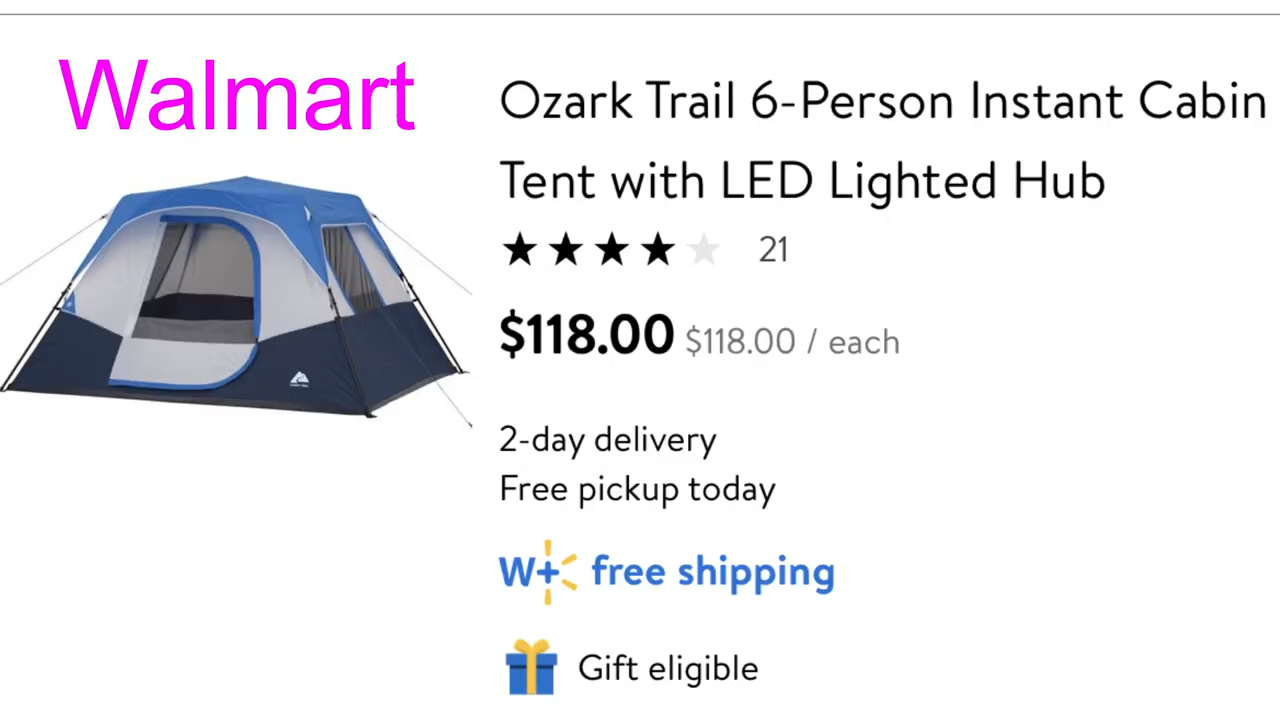 Walmart
Ozark Trail 6-Person Instant Cabin
Tent with LED Lighted Hub
21
$118.00 $118.00 / each
2-day delivery
Free pickup today
W+ free shipping
Gift eligible